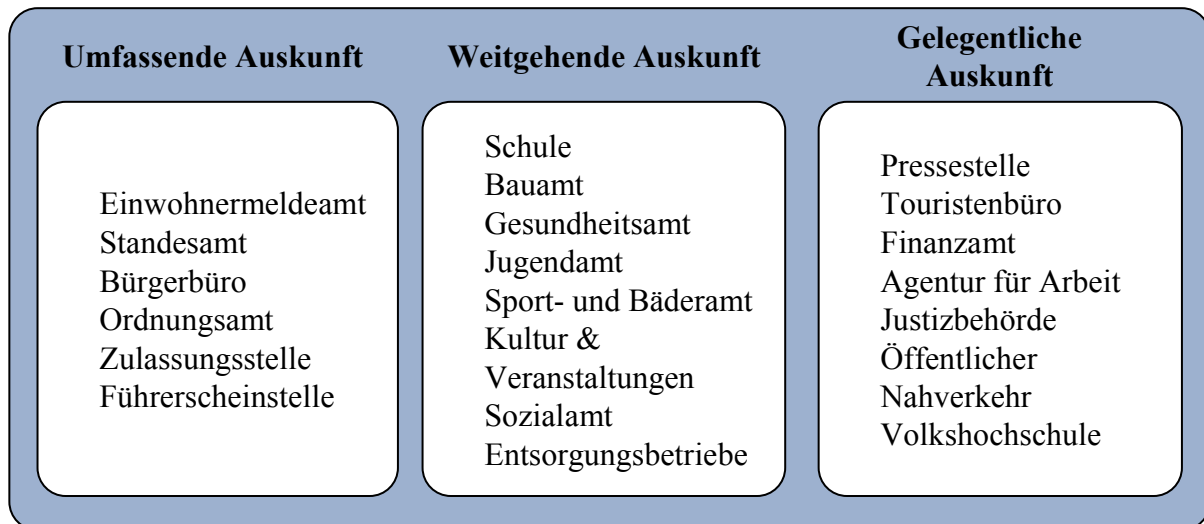 Umfassende Auskunft
Einwohnermeldeamt
Standesamt
Bürgerbüro
Ordnungsamt
Zulassungsstelle
Führerscheinstelle
Weitgehende Auskunft
Schule
Bauamt
Gesundheitsamt
Jugendamt
Sport- und Bäderamt
Kultur &
Veranstaltungen
Sozialamt
Entsorgungsbetriebe
Gelegentliche
Auskunft
Pressestelle
Touristenbüro
Finanzamt
Agentur für Arbeit
Justizbehörde
Öffentlicher
Nahverkehr
Volkshochschule